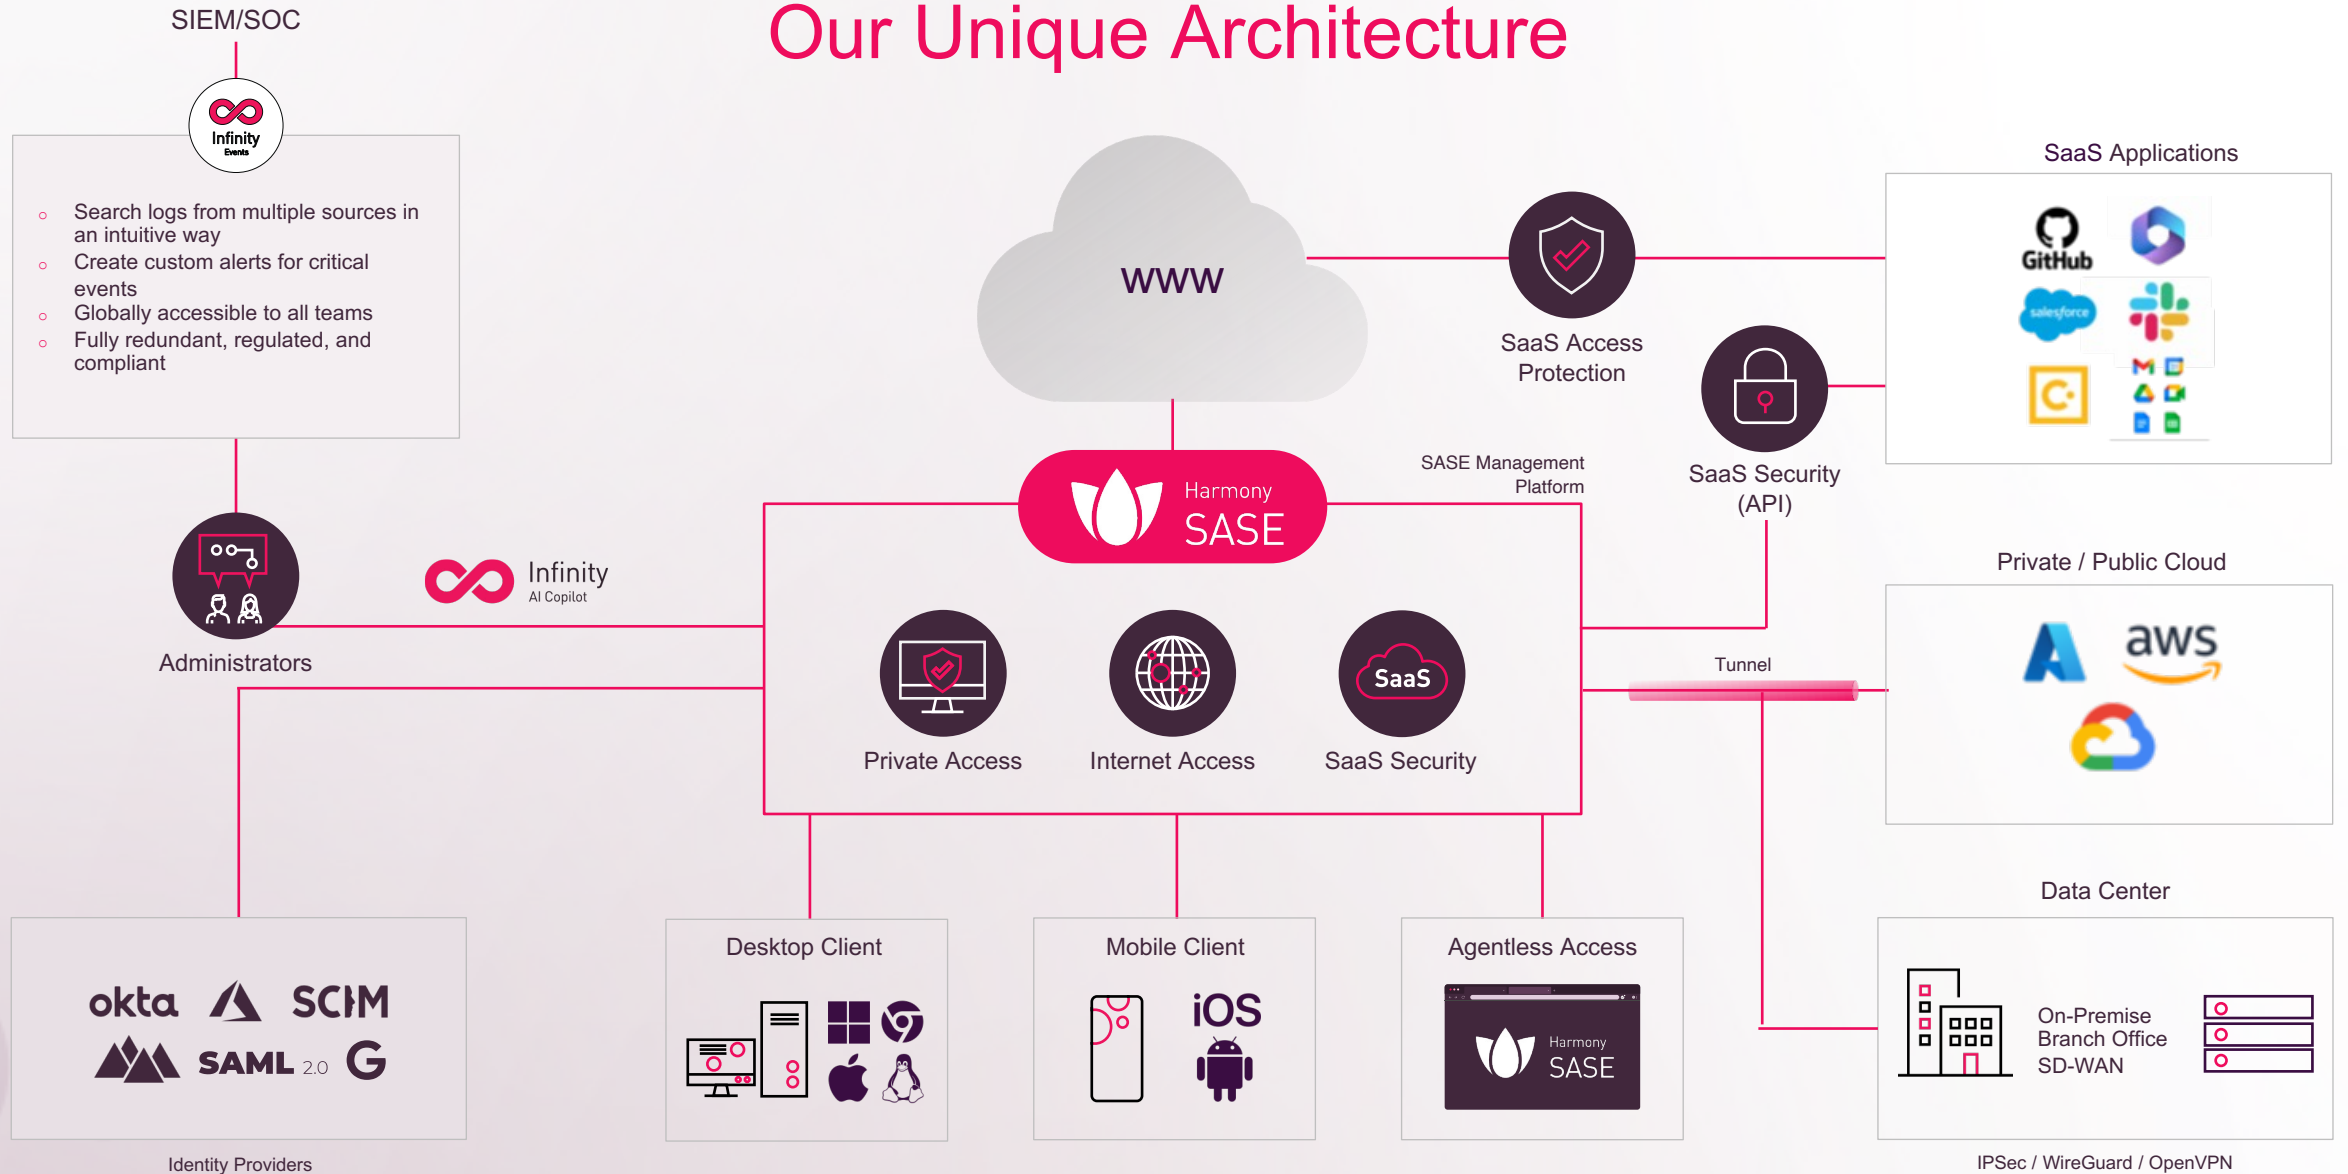 Our Unique Architecture
SIEM/SOC
Infinity
Events
Search logs from multiple sources in
an intuitive way
Create custom alerts for critical
events
Globally accessible to all teams
Fully redundant, regulated, and
compliant
Administrators
Infinity
AI Copilot
okta
SCIM
SAML 2.0
G
Identity Providers
www
Harmony
SASE
SASE Management
Platform
Private Access
Internet Access
SaaS
SaaS Security
Desktop Client
Mobile Client
iOS
Agentless Access
Harmony
SASE
SaaS Access
Protection
SaaS Security
(API)
SaaS Applications
GitHub
salesforce
Private / Public Cloud
aws
Tunnel
Data Center
On-Premise
Branch Office
SD-WAN
IPSec / WireGuard / OpenVPN